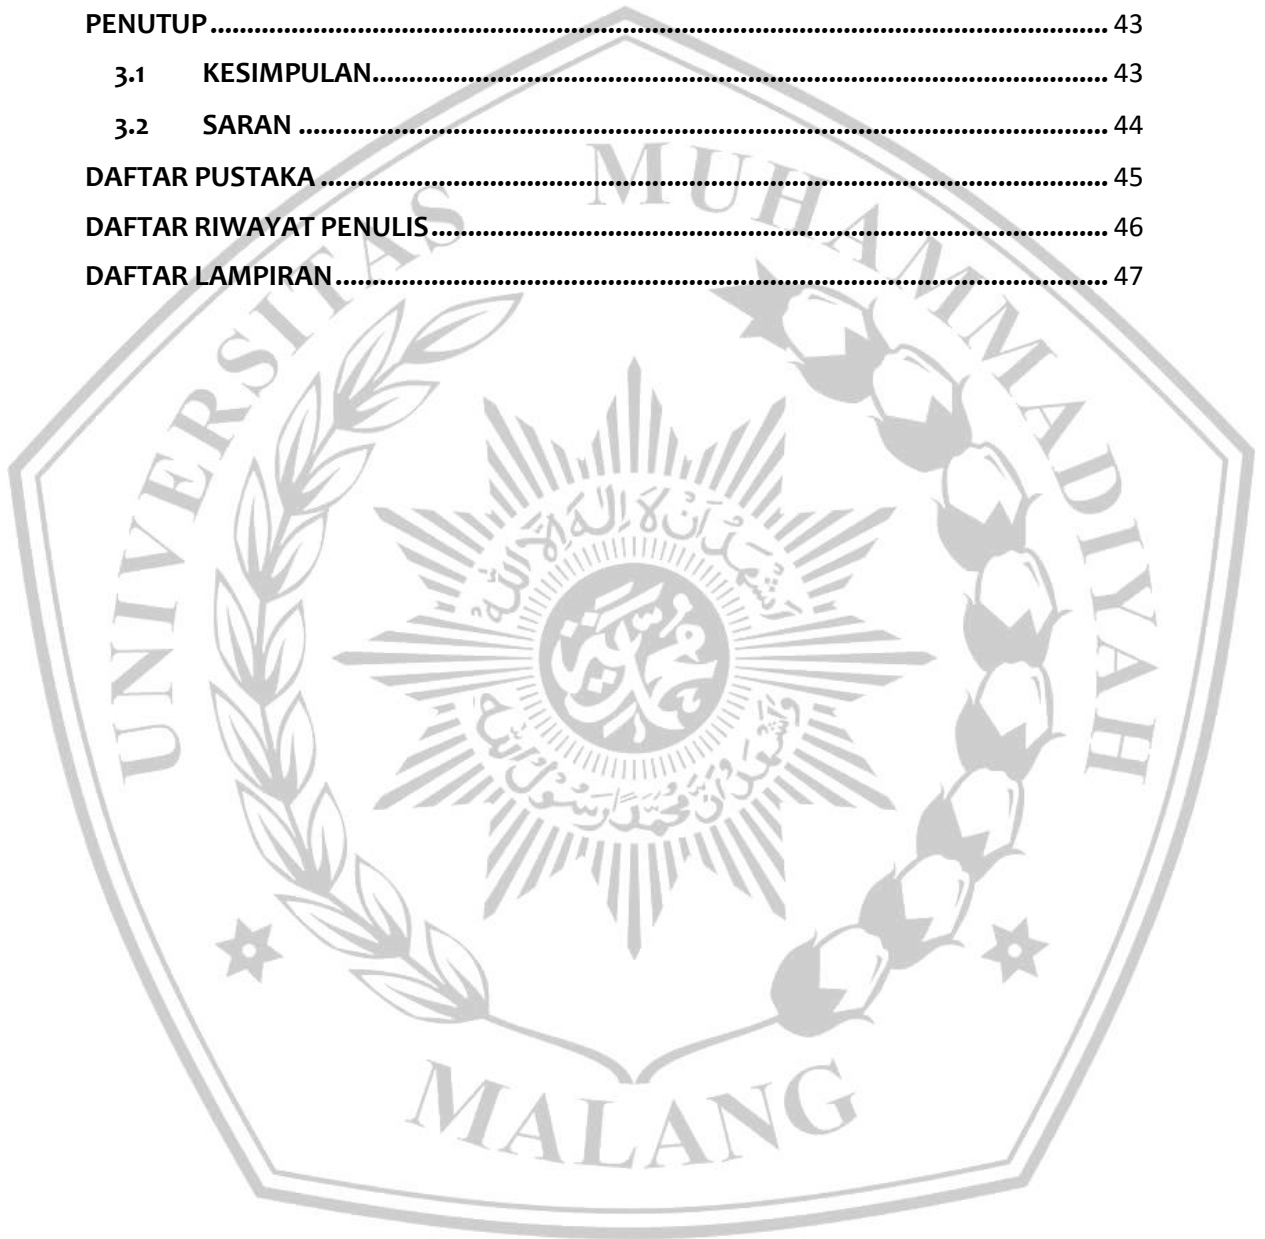 PENUTUP ........................................................................................................................ 43
3.1 KESIMPULAN.................................................................................................... 43
3.2 SARAN .............................................................................................................. 44
DAFTAR PUSTAKA ......................................................................................................... 45
DAFTAR RIWAYAT PENULIS........................................................................................... 46
DAFTAR LAMPIRAN........................................................................................................ 47
UNIVERSITAS MUHAMMADIYAH
MALANG